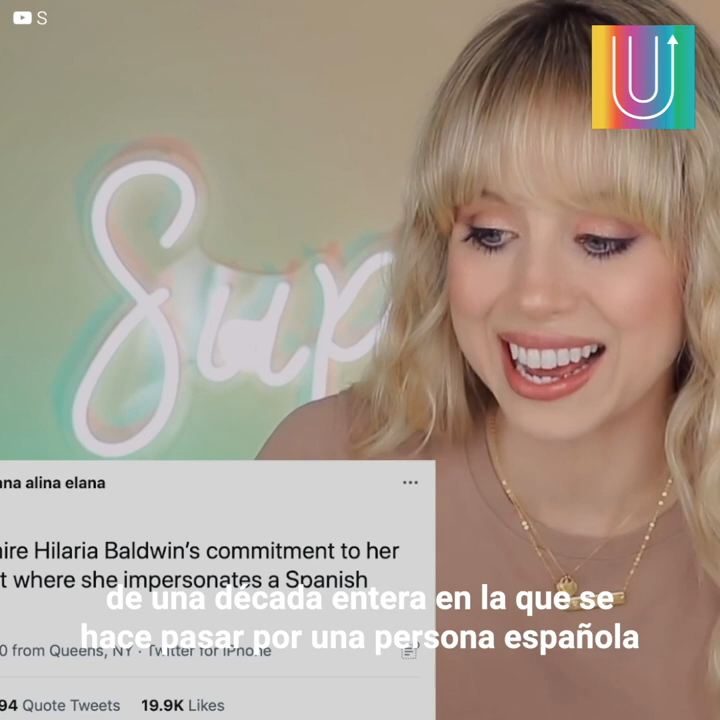 S
U
Sup
na alina elana
ire Hilaria Baldwin's commitment to her
t where she impersonates a Spanish
de una década entera en la que se
hace pasar por una persona española
0 from Queens, NY · Twitter for iPhone
94 Quote Tweets 19.9K Likes